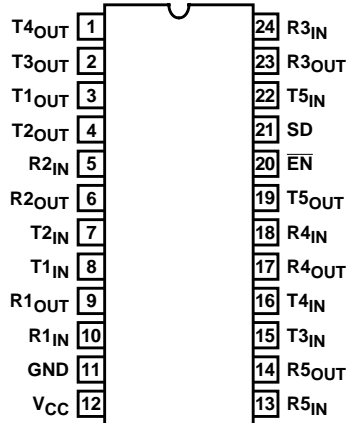 T4OUT 1 24 R3IN
T3OUT 2 23 R3OUT
T1OUT 3 22 T5IN
T2OUT 4 21 SD
R2IN 5 20 EN
R2OUT 6 19 T5OUT
T2IN 7 18 R4IN
T1IN 8 17 R4OUT
R1OUT 9 16 T4IN
R1IN 10 15 T3IN
GND 11 14 R5OUT
VCC 12 13 R5IN